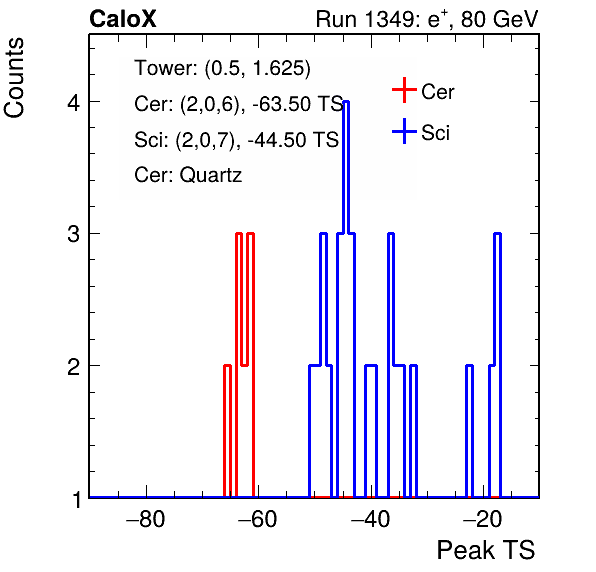 CaloX
Run 1349: e+, 80 GeV
Counts
Tower: (0.5, 1.625)
Cer: (2,0,6), -63.50 TS
Sci: (2,0,7), -44.50 TS
Cer: Quartz
Cer
Sci
4
3
2
1
−80
−60
−40
−20
Peak TS